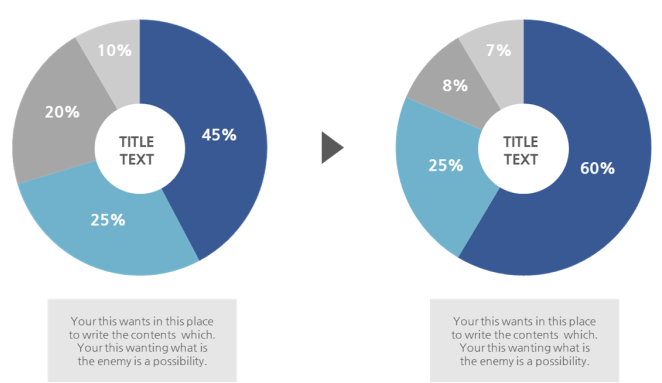 10%
20%
45%
25%
TITLE
TEXT
Your this wants in this place
to write the contents which.
Your this wanting what is
the enemy is a possibility.
7%
8%
25%
60%
TITLE
TEXT
Your this wants in this place
to write the contents which.
Your this wanting what is
the enemy is a possibility.